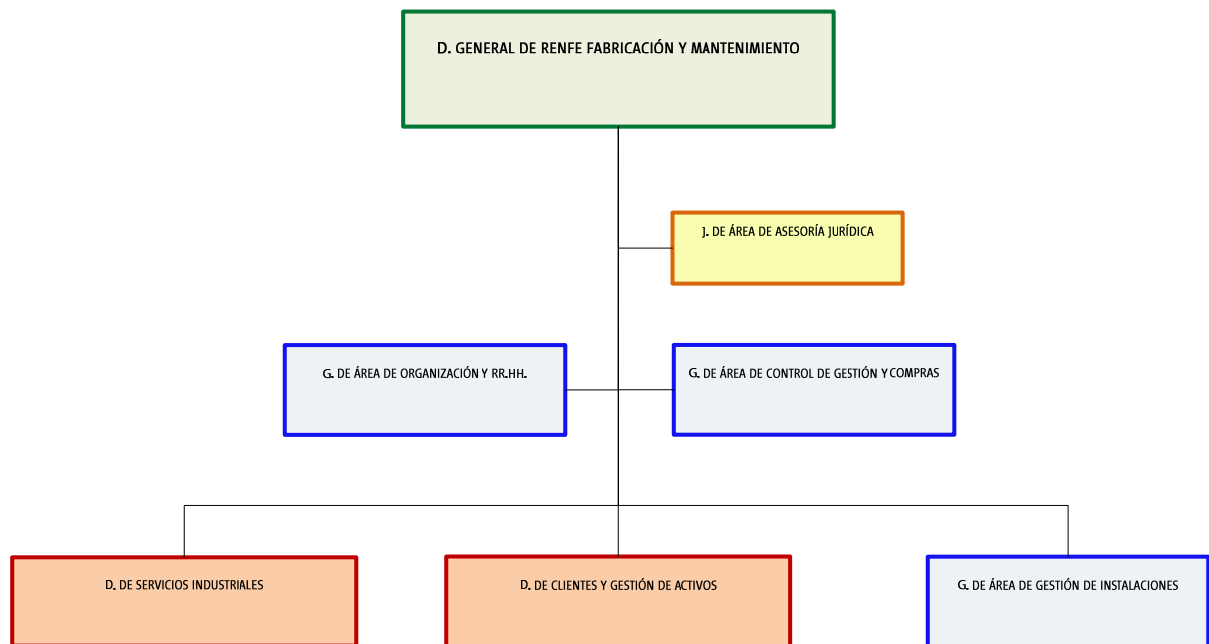 D. GENERAL DE RENFE FABRICACIÓN Y MANTENIMIENTO
J. DE ÁREA DE ASESORÍA JURÍDICA
G. DE ÁREA DE ORGANIZACIÓN Y RR.HH.
G. DE ÁREA DE CONTROL DE GESTIÓN Y COMPRAS
D. DE SERVICIOS INDUSTRIALES
D. DE CLIENTES Y GESTIÓN DE ACTIVOS
G. DE ÁREA DE GESTIÓN DE INSTALACIONES